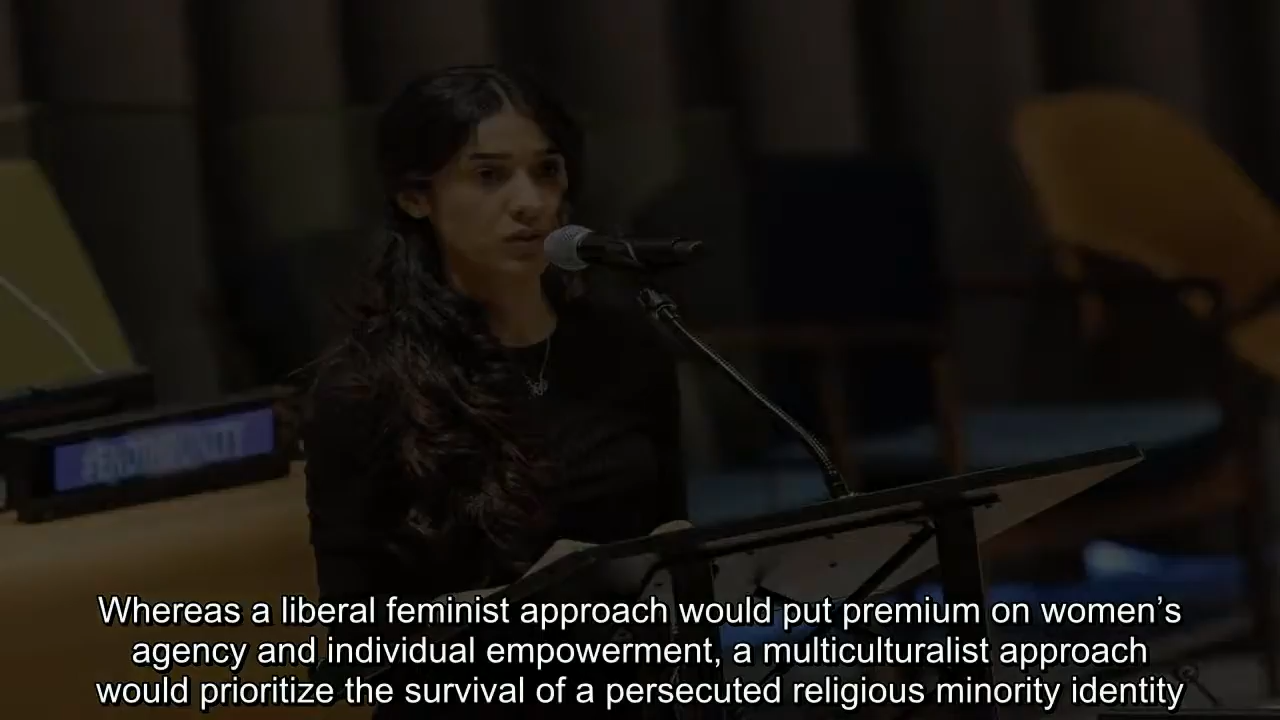 Whereas a liberal feminist approach would put premium on women’s
agency and individual empowerment, a multiculturalist approach
would prioritize the survival of a persecuted religious minority identity